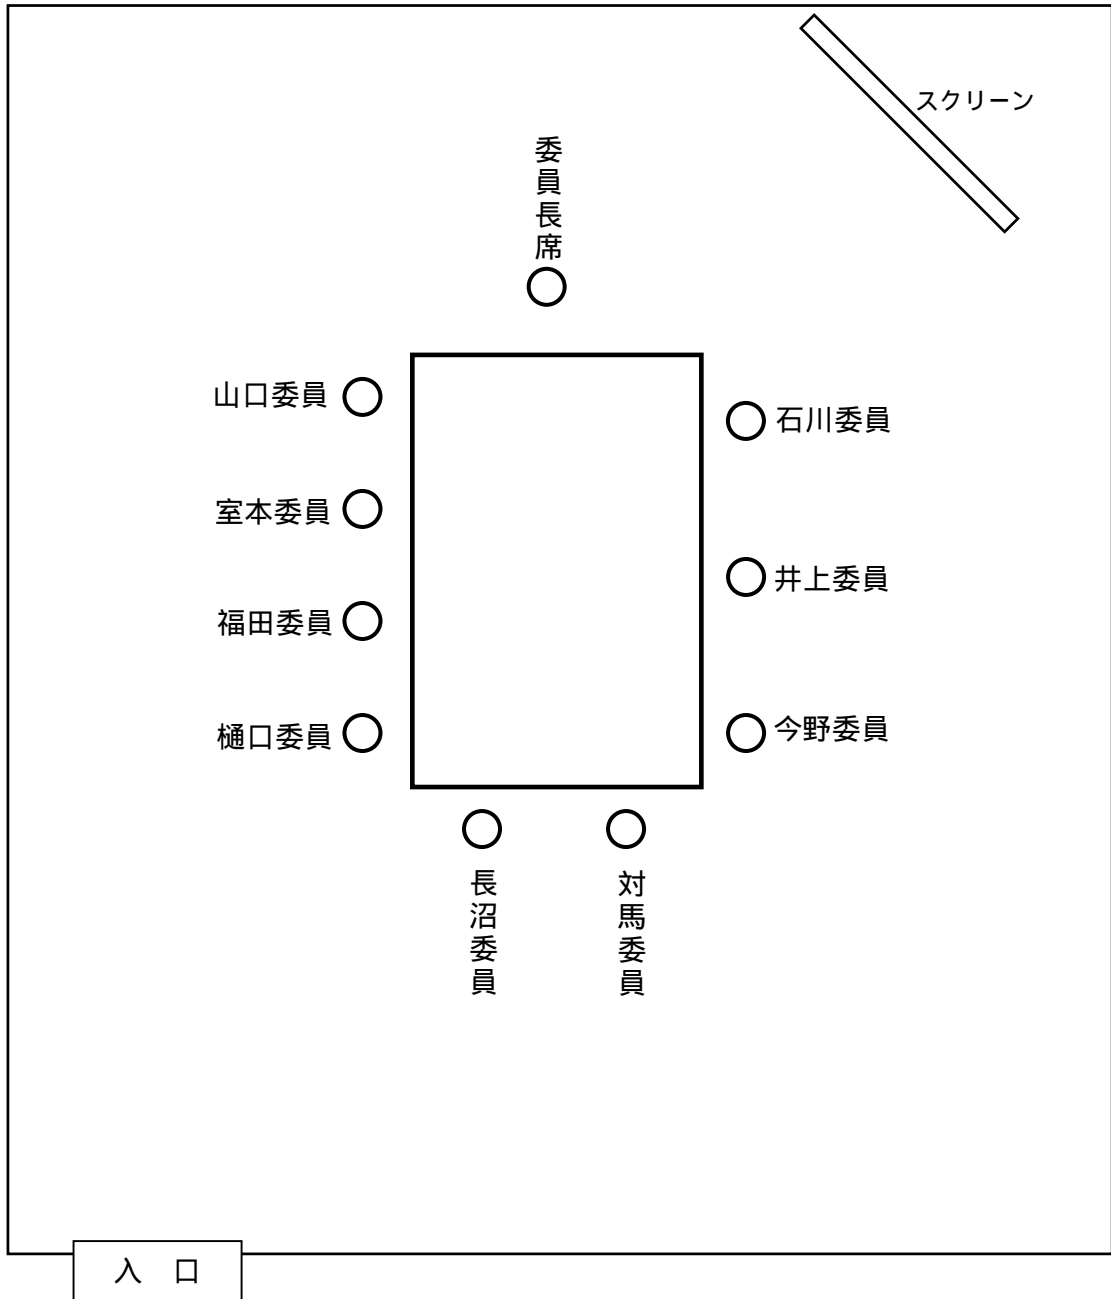 スクリーン
委員長席
山口委員
石川委員
室本委員
井上委員
福田委員
樋口委員
今野委員
長沼委員
対馬委員
入　口